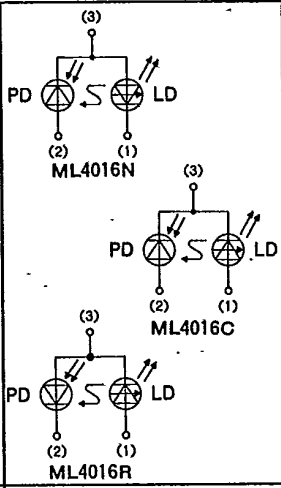 (3)
PD LD
(2) (1)
ML4016N
(3)
PD LD
(2) (1)
ML4016C
(3)
PD LD
(2) (1)
ML4016R